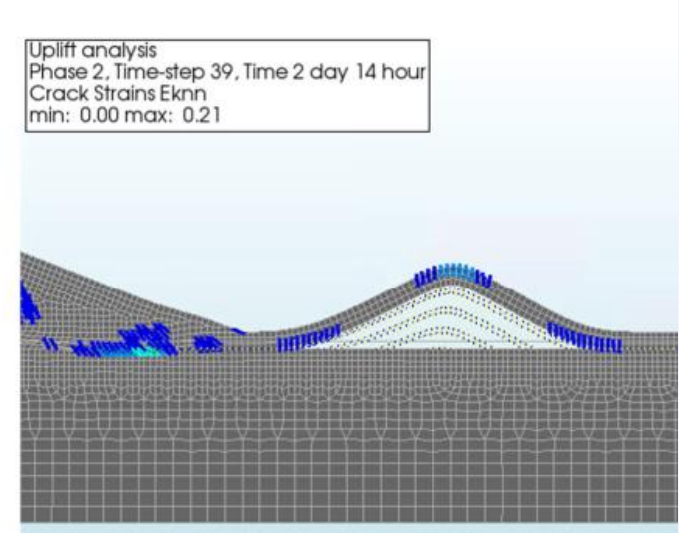 Uplift analysis
Phase 2, Time-step 39, Time 2 day 14 hour
Crack Strains Eknn
min: 0.00 max: 0.21